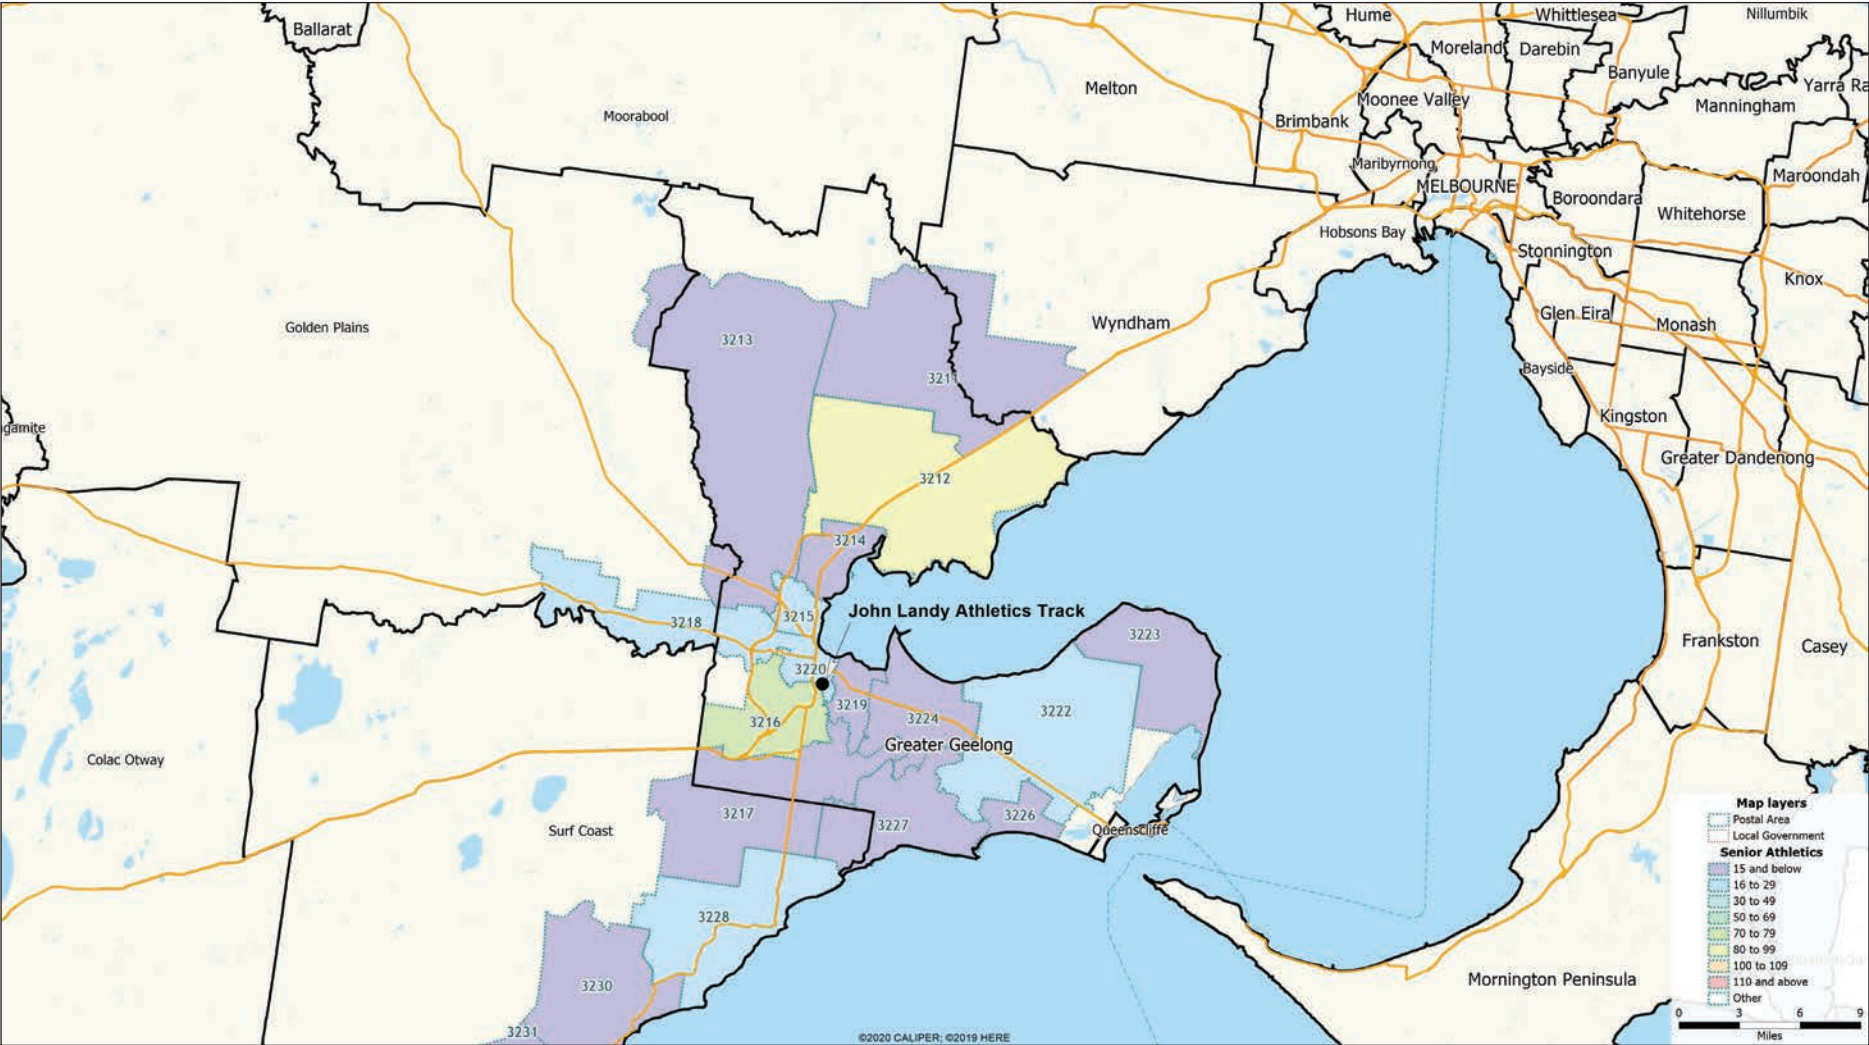 Ballarat
Hume
Whittlesea
Nillumbik
Moreland
Darebin
Banyule
Yarra Ra
Melton
Moonee Valley
Manningham
Moorabool
Brimbank
Maribyrnong
Maroondah
MELBOURNE
Boroondara
Whitehorse
Hobsons Bay
Stonnington
Knox
Glen Eira
Monash
Golden Plains
Wyndham
3213
3211
Bayside
Kingston
gamite
Greater Dandenong
3212
3214
John Landy Athletics Track
3215
3218
3223
Frankston
Casey
3220
3219
3222
3216
3224
Greater Geelong
Colac Otway
3217
3226
3227
Surf Coast
Queenscliffe
3228
3230
3231
Mornington Peninsula
Map layers
Postal Area
Local Government
Senior Athletics
15 and below
16 to 29
30 to 49
50 to 69
70 to 79
80 to 99
100 to 109
110 and above
Other
0 3 6 9
Miles
©2020 CALIPER; ©2019 HERE